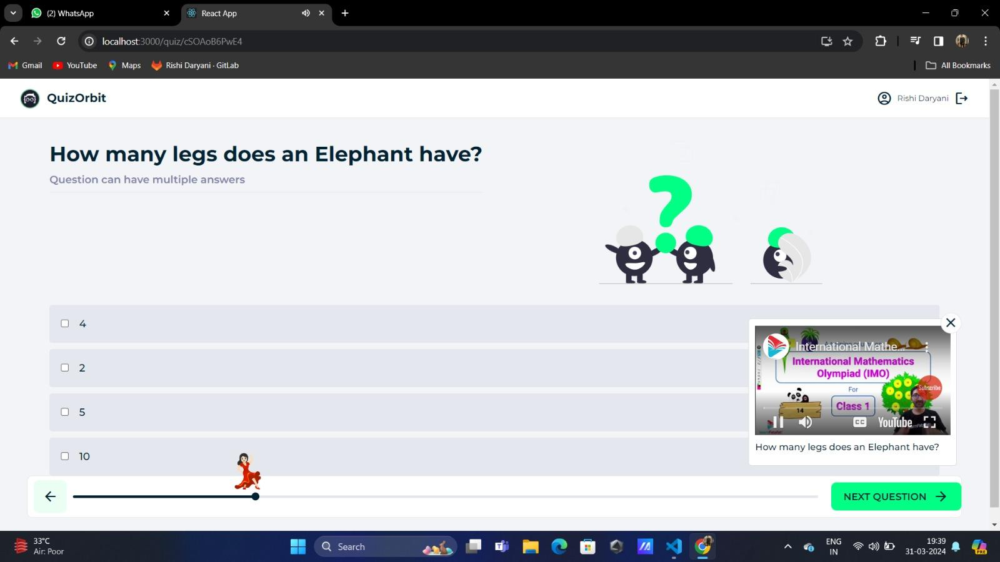 (2) WhatsApp
React App
localhost:3000/quiz/cSOAoB6PwE4
Gmail
YouTube
Maps
Rishi Daryani · GitLab
All Bookmarks
QuizOrbit
Rishi Daryani
How many legs does an Elephant have?
Question can have multiple answers
?
4
2
5
10
International Mathe...
International Mathematics
Olympiad (IMO)
For
Class 1
14
Subscribe
CC
YouTube
How many legs does an Elephant have?
NEXT QUESTION
33°C
Air: Poor
Search
ENG
IN
19:39
31-03-2024
PRE